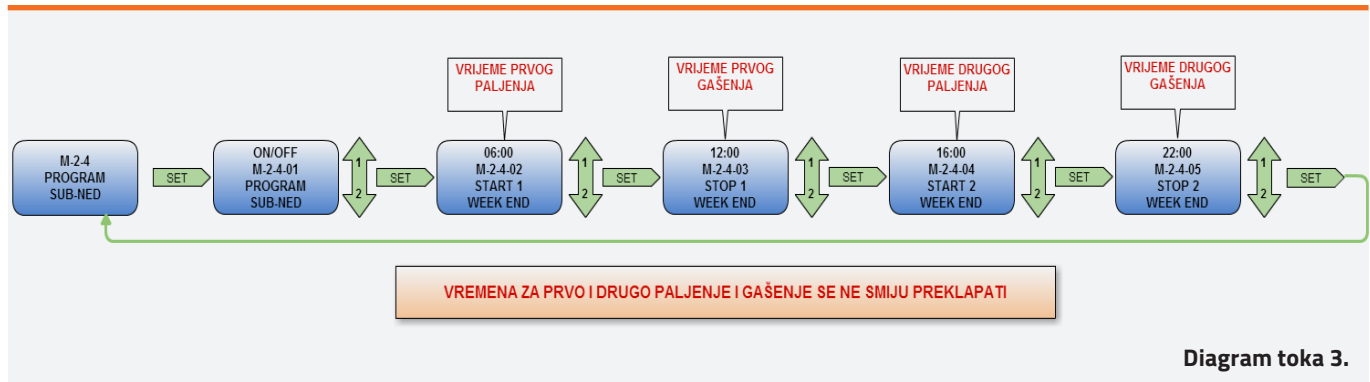 VRIJEME PRVOG
PALJENJA
VRIJEME PRVOG
GAŠENJA
VRIJEME DRUGOG
PALJENJA
VRIJEME DRUGOG
GAŠENJA
M-2-4
PROGRAM
SUB-NED
SET
ON/OFF
M-2-4-01
PROGRAM
SUB-NED
1
2
SET
06:00
M-2-4-02
START 1
WEEK END
1
2
SET
12:00
M-2-4-03
STOP 1
WEEK END
1
2
SET
16:00
M-2-4-04
START 2
WEEK END
1
2
SET
22:00
M-2-4-05
STOP 2
WEEK END
1
2
SET
VREMENA ZA PRVO I DRUGO PALJENJE I GAŠENJE SE NE SMIJU PREKLAPATI
Diagram toka 3.